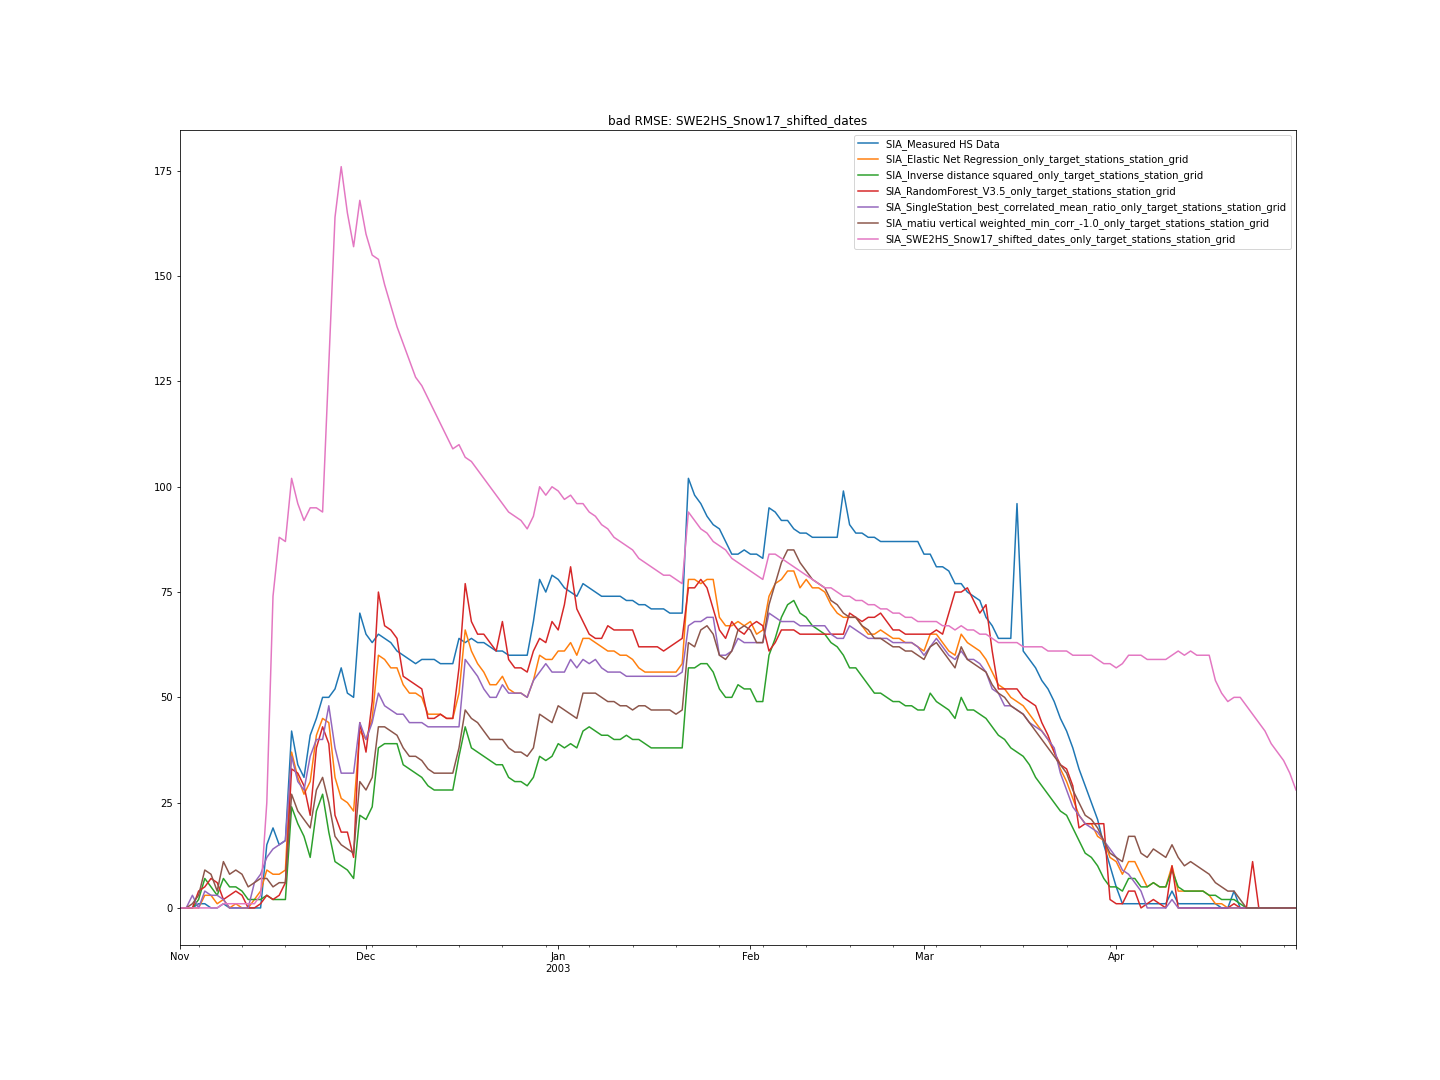 bad RMSE: SWE2HS_Snow17_shifted_dates
SIA_Measured HS Data
SIA_Elastic Net Regression_only_target_stations_station_grid
SIA_Inverse distance squared_only_target_stations_station_grid
SIA_RandomForest_V3.5_only_target_stations_station_grid
SIA_SingleStation_best_correlated_mean_ratio_only_target_stations_station_grid
SIA_matiu vertical weighted_min_corr_-1.0_only_target_stations_station_grid
SIA_SWE2HS_Snow17_shifted_dates_only_target_stations_station_grid
175
150
125
100
75
50
25
0
Nov Dec Jan Feb Mar Apr
2003